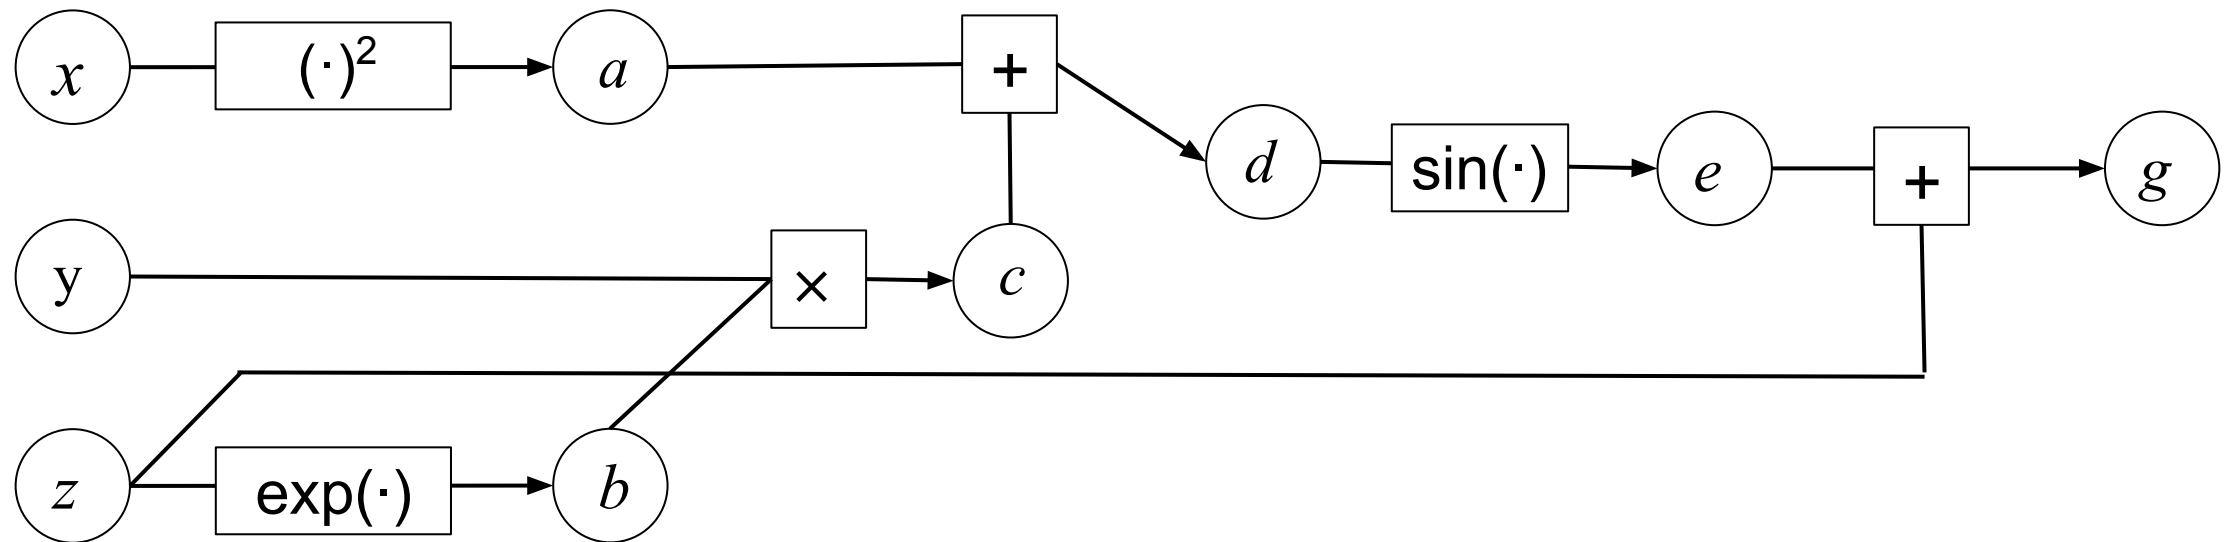 x
(·)²
a
+
d
sin(·)
e
+
g
y
×
c
z
exp(·)
b